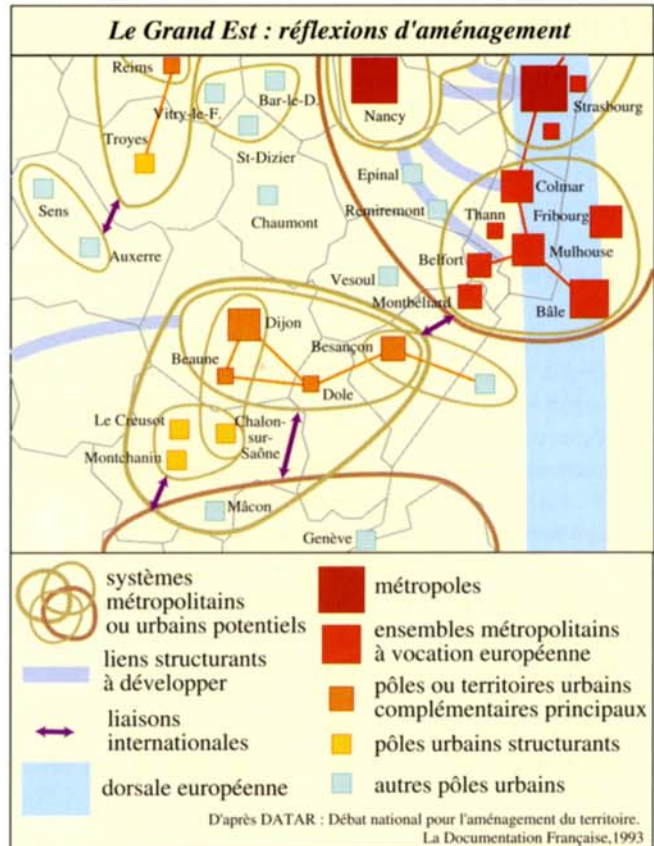 Le Grand Est : réflexions d'aménagement
Reims
Vitry-le-F.
Bar-le-D.
Nancy
Strasbourg
Troyes
St-Dizier
Epinal
Colmar
Sens
Chaumont
Remiremont
Thann
Fribourg
Auxerre
Belfort
Mulhouse
Vesoul
Montbéliard
Bâle
Dijon
Besançon
Beaune
Dole
Le Creusot
Chalon-
sur-
Saône
Montchanin
Mâcon
Genève
systèmes
métropolitains
ou urbains potentiels
liens structurants
à développer
liaisons
internationales
dorsale européenne
métropoles
ensembles métropolitains
à vocation européenne
pôles ou territoires urbains
complémentaires principaux
pôles urbains structurants
autres pôles urbains
D'après DATAR : Débat national pour l'aménagement du territoire.
La Documentation Française,1993